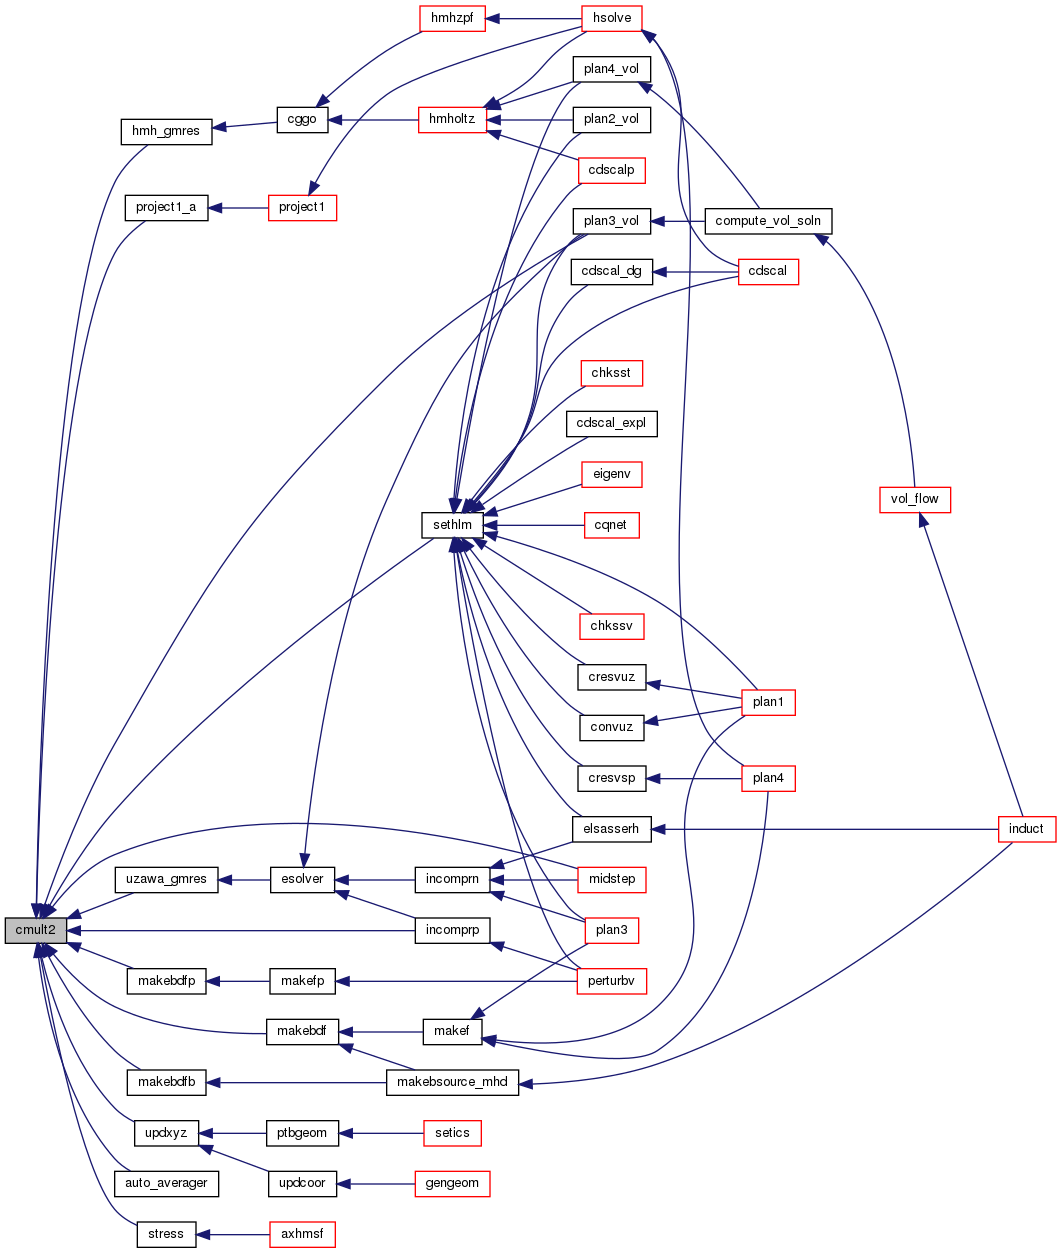 hmhzpf
hsolve
plan4_vol
cggo
hmholtz
plan2_vol
hmh_gmres
cdscalp
project1_a
project1
plan3_vol
compute_vol_soln
cdscal_dg
cdscal
chksst
cdscal_expl
eigenv
vol_flow
sethlm
cqnet
chkssv
cresvuz
plan1
convuz
cresvsp
plan4
elsasserh
induct
uzawa_gmres
esolver
incomprn
midstep
cmult2
incomprp
plan3
makebdfp
makefp
perturbv
makebdf
makef
makebdfb
makebsource_mhd
updxyz
ptbgeom
setics
auto_averager
updcoor
gengeom
stress
axhmsf